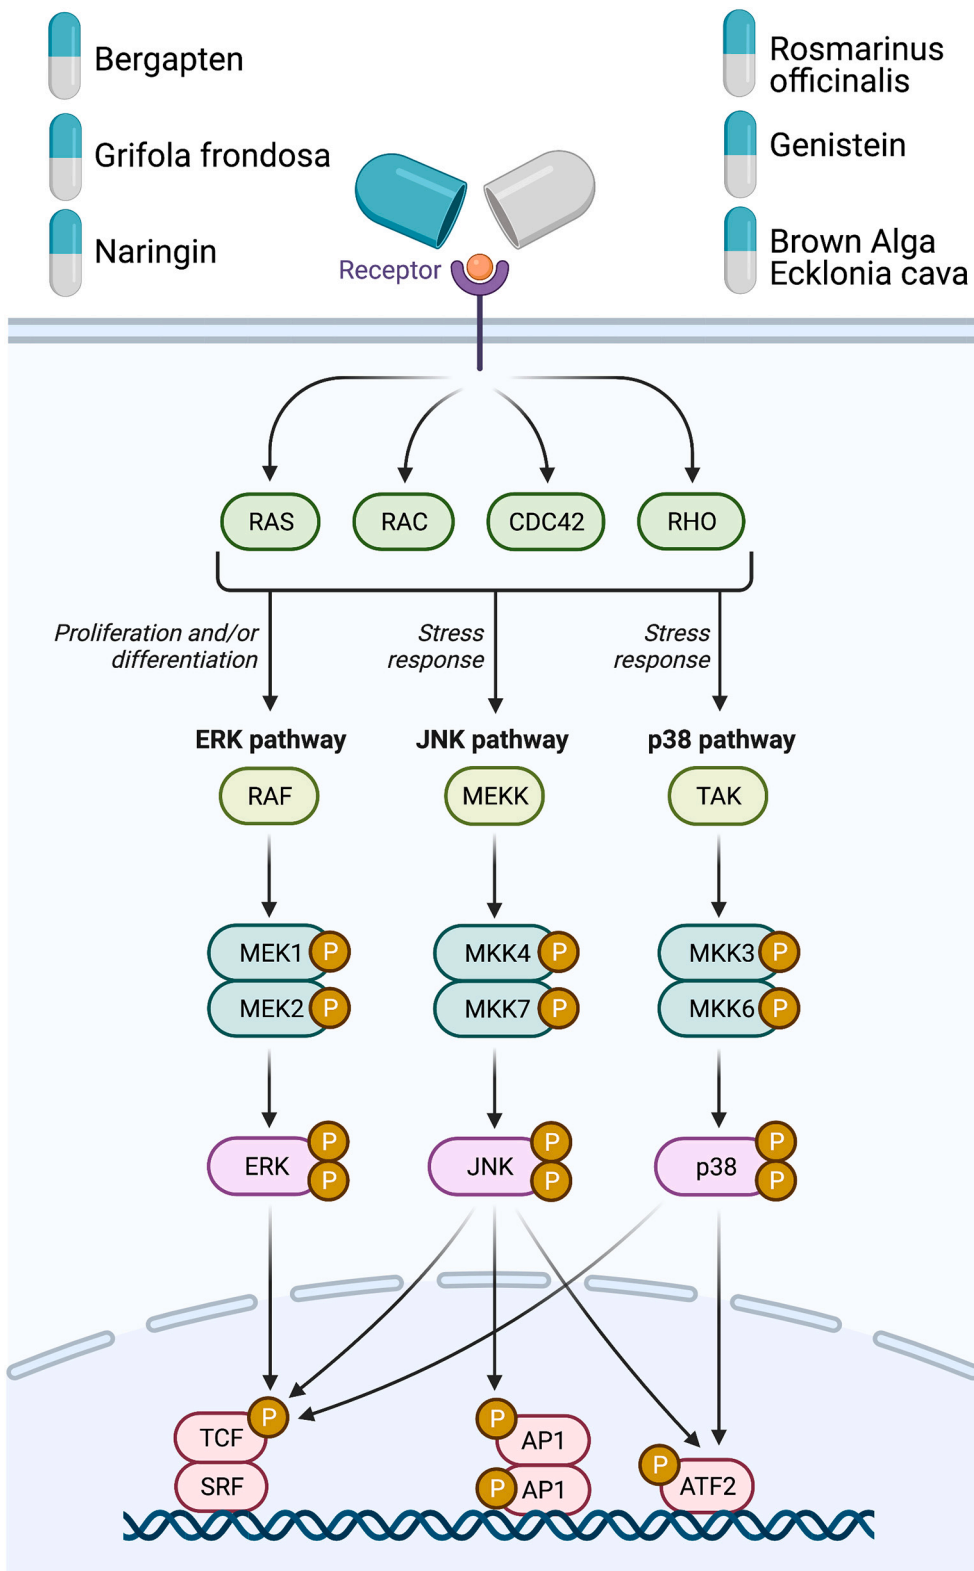 Bergapten
Grifola frondosa
Naringin
Rosmarinus
officinalis
Genistein
Brown Alga
Ecklonia cava
Receptor
RAS
RAC
CDC42
RHO
Proliferation and/or
differentiation
Stress
response
Stress
response
ERK pathway
JNK pathway
p38 pathway
RAF
MEKK
TAK
MEK1 P
MKK4 P
MKK3 P
MEK2 P
MKK7 P
MKK6 P
P
P
P
ERK
JNK
p38
P
P
P
P
TCF
SRF
P
AP1
P AP1
P
ATF2